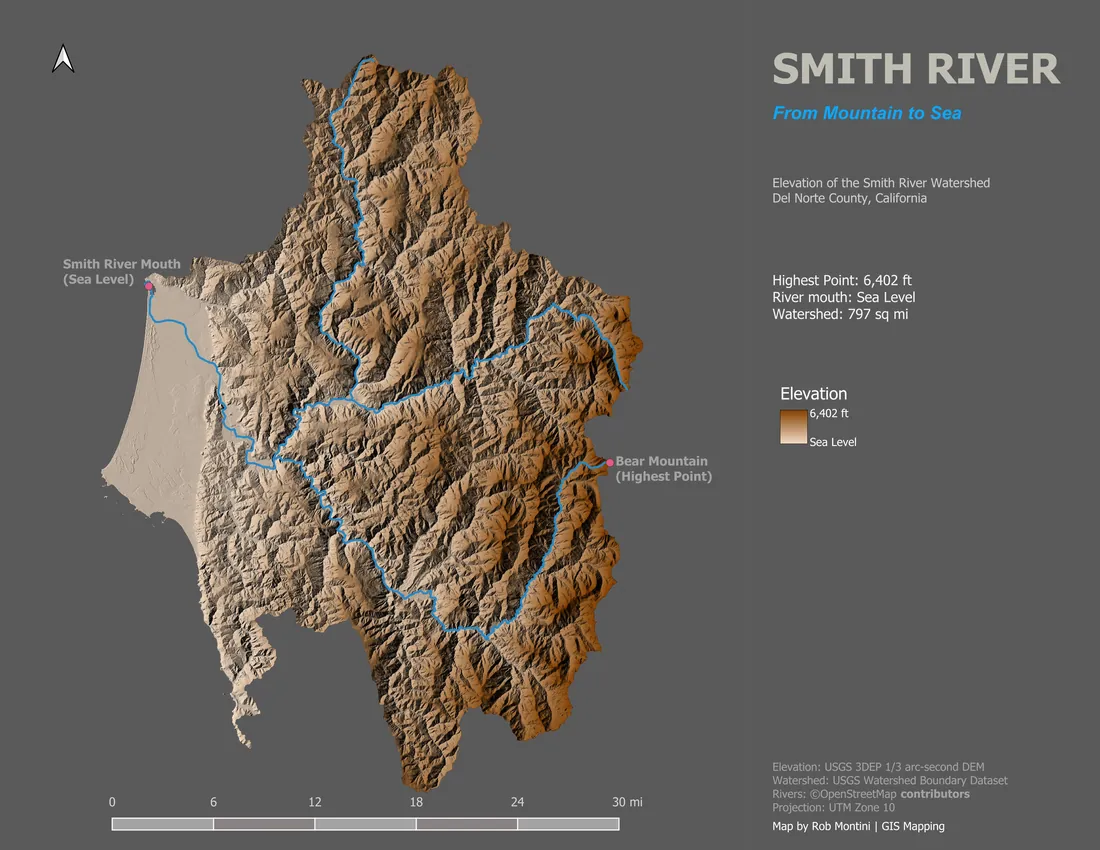 SMITH RIVER
From Mountain to Sea
Elevation of the Smith River Watershed
Del Norte County, California
Smith River Mouth
(Sea Level)
Highest Point: 6,402 ft
River mouth: Sea Level
Watershed: 797 sq mi
Elevation
6,402 ft
Sea Level
Bear Mountain
(Highest Point)
0 6 12 18 24 30 mi
Elevation: USGS 3DEP 1/3 arc-second DEM
Watershed: USGS Watershed Boundary Dataset
Rivers: ©OpenStreetMap contributors
Projection: UTM Zone 10
Map by Rob Montini | GIS Mapping